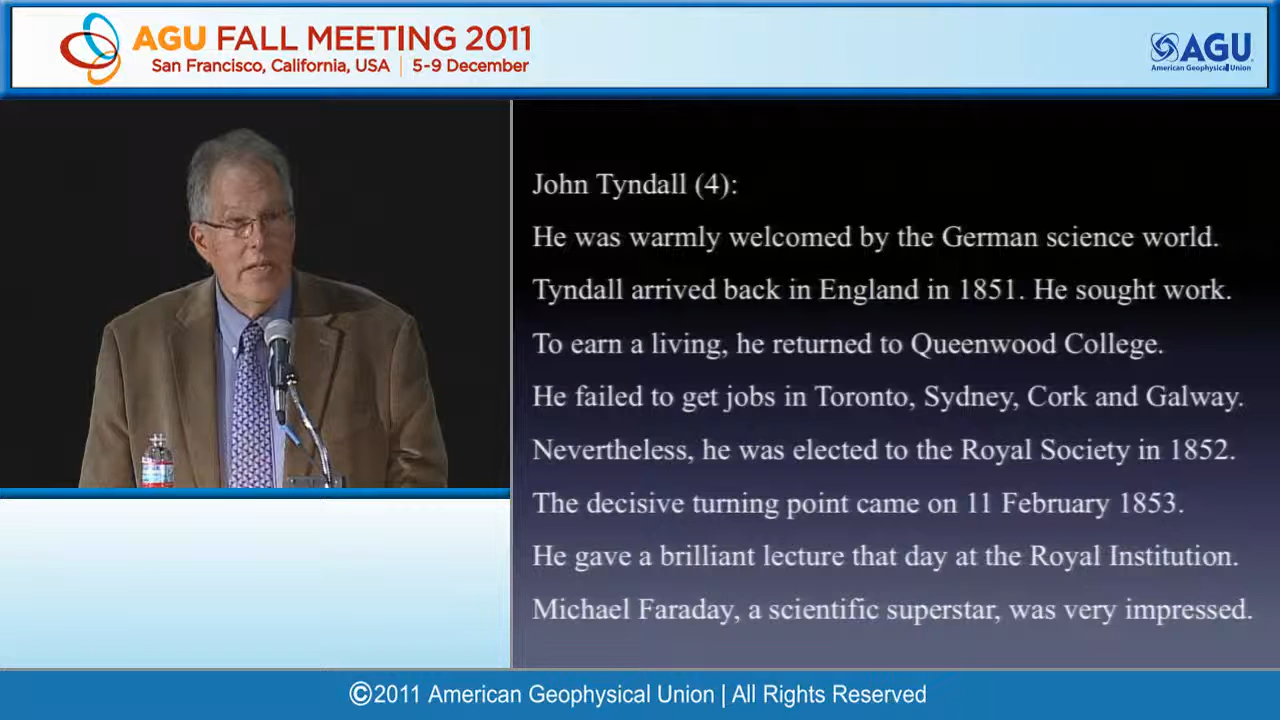 AGU FALL MEETING 2011
San Francisco, California, USA | 5-9 December
AGU
American Geophysical Union
John Tyndall (4):
He was warmly welcomed by the German science world.
Tyndall arrived back in England in 1851. He sought work.
To earn a living, he returned to Queenwood College.
He failed to get jobs in Toronto, Sydney, Cork and Galway.
Nevertheless, he was elected to the Royal Society in 1852.
The decisive turning point came on 11 February 1853.
He gave a brilliant lecture that day at the Royal Institution.
Michael Faraday, a scientific superstar, was very impressed.
©2011 American Geophysical Union | All Rights Reserved